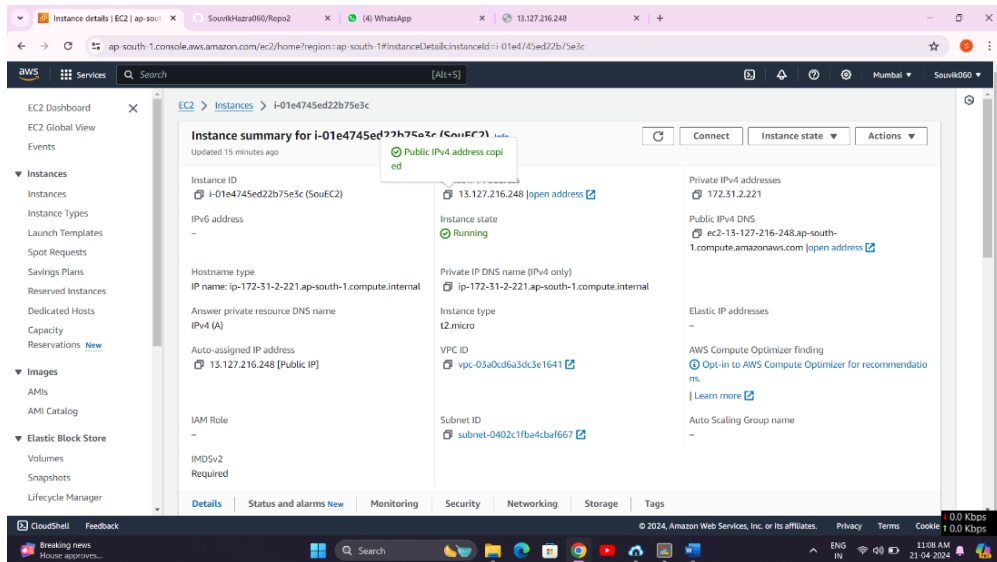 Instance details | EC2 | ap-sout
SouvikHazra060/Repo2
(4) WhatsApp
13.127.216.248
ap-south-1.console.aws.amazon.com/ec2/home?region=ap-south-1#InstanceDetails:instanceId=i-01e4745ed22b75e3c
S
aws
Services
Search
[Alt+S]
Mumbai
Souvik060
EC2 Dashboard
EC2 Global View
Events
Instances
Instances
Instance Types
Launch Templates
Spot Requests
Savings Plans
Reserved Instances
Dedicated Hosts
Capacity
Reservations New
Images
AMIs
AMI Catalog
Elastic Block Store
Volumes
Snapshots
Lifecycle Manager
EC2 > Instances > i-01e4745ed22b75e3c
Instance summary for i-01e4745ed22b75e3c (SouEC2) Info
Updated 15 minutes ago
Connect
Instance state
Actions
Public IPv4 address copi
ed
Instance ID
i-01e4745ed22b75e3c (SouEC2)
13.127.216.248 |open address
Private IPv4 addresses
172.31.2.221
IPv6 address
–
Instance state
Running
Public IPv4 DNS
ec2-13-127-216-248.ap-south-
1.compute.amazonaws.com |open address
Hostname type
IP name: ip-172-31-2-221.ap-south-1.compute.internal
Private IP DNS name (IPv4 only)
ip-172-31-2-221.ap-south-1.compute.internal
Answer private resource DNS name
IPv4 (A)
Instance type
t2.micro
Elastic IP addresses
–
Auto-assigned IP address
13.127.216.248 [Public IP]
VPC ID
vpc-03a0cd6a3dc3e1641
AWS Compute Optimizer finding
Opt-in to AWS Compute Optimizer for recommendatio
ns.
| Learn more
IAM Role
–
Subnet ID
subnet-0402c1fba4cbaf667
Auto Scaling Group name
–
IMDSv2
Required
Details
Status and alarms New
Monitoring
Security
Networking
Storage
Tags
CloudShell
Feedback
© 2024, Amazon Web Services, Inc. or its affiliates.
Privacy
Terms
Cookie
0.0 Kbps
0.0 Kbps
Breaking news
House approves...
Search
ENG
IN
11:08 AM
21-04-2024